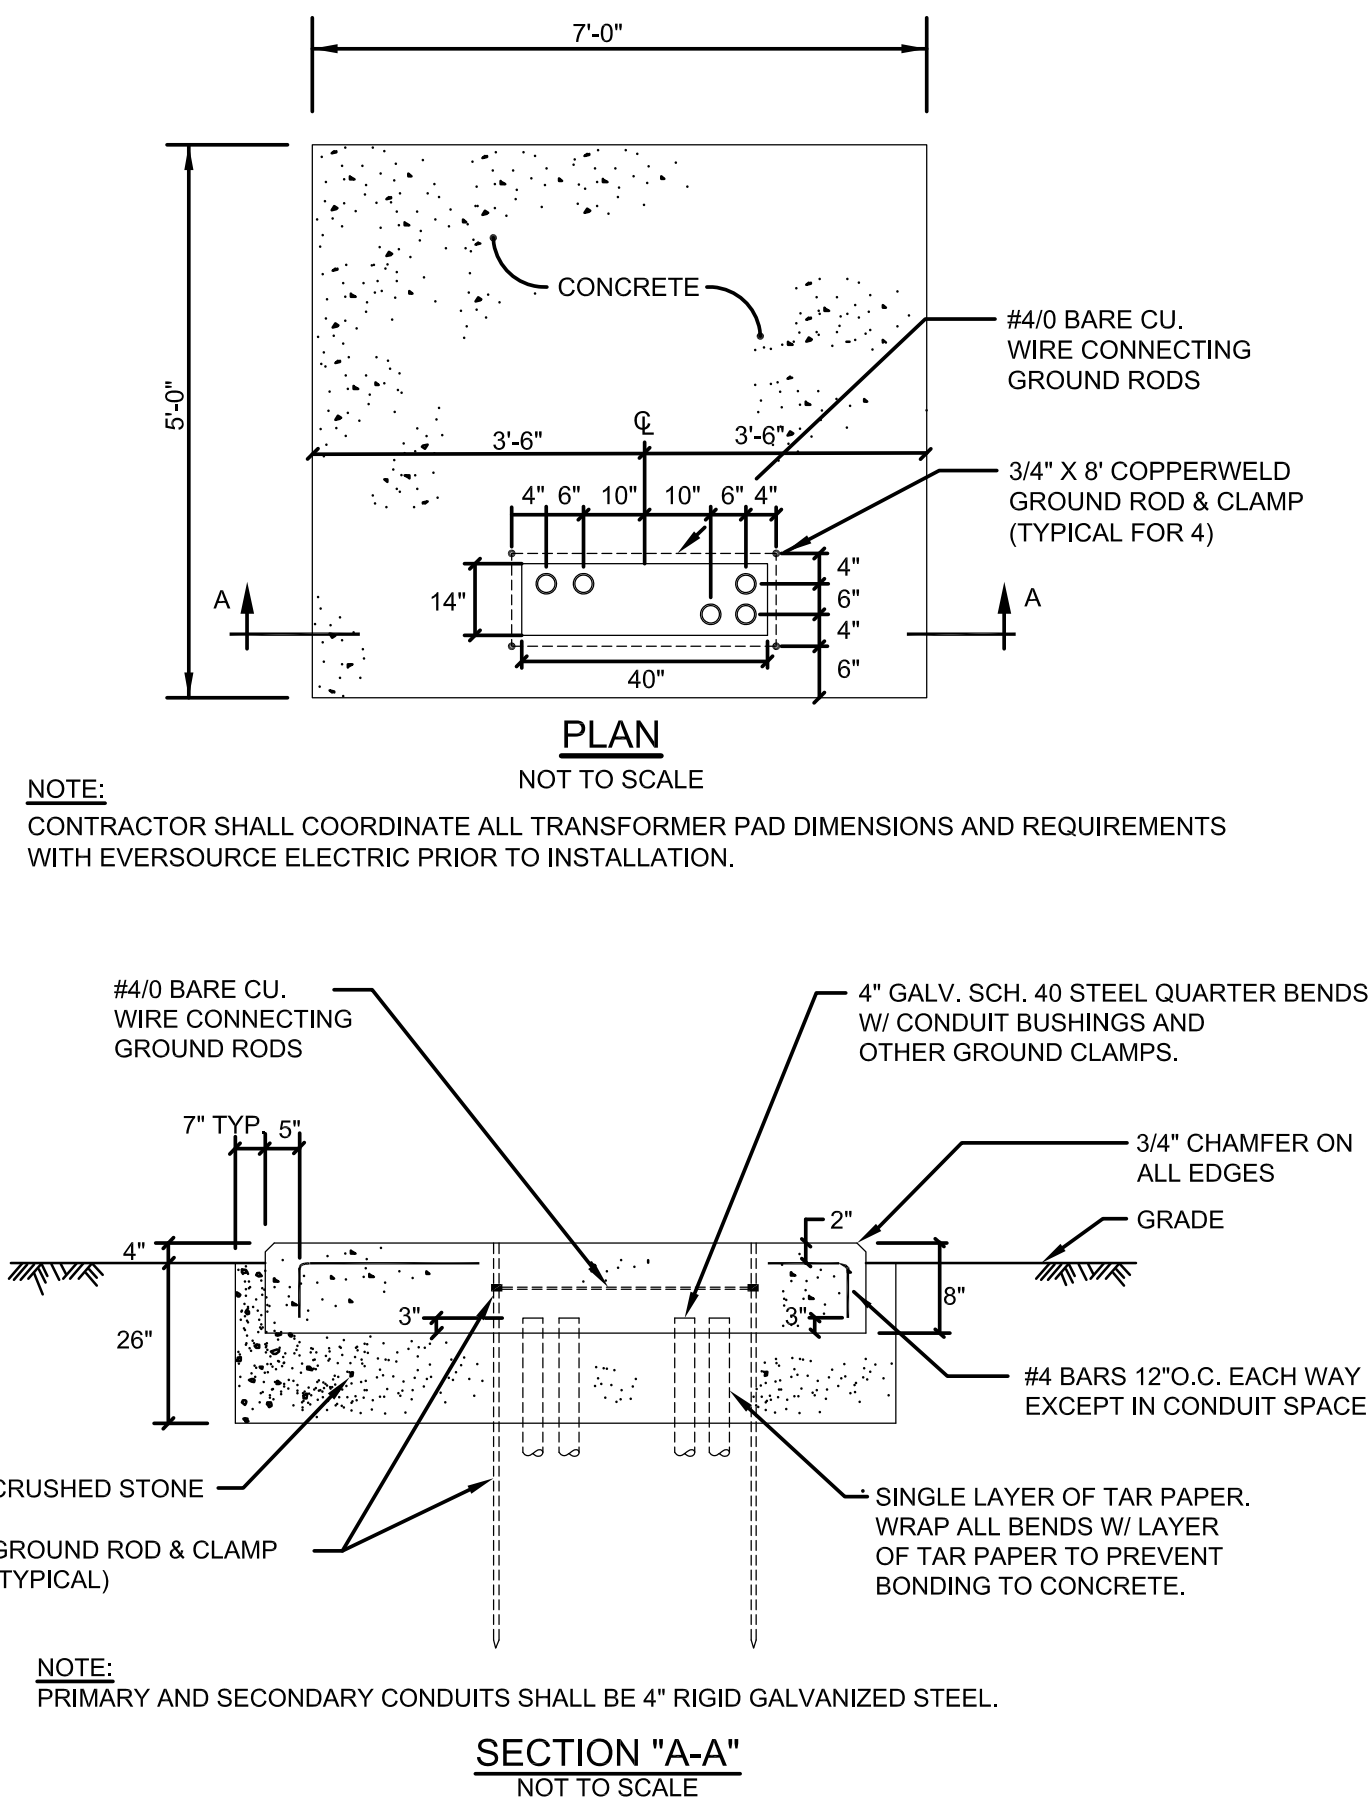 7'-0"
CONCRETE
#4/0 BARE CU.
WIRE CONNECTING
GROUND RODS
5'-0"
3'-6"
℄
3'-6"
3/4" X 8' COPPERWELD
GROUND ROD & CLAMP
(TYPICAL FOR 4)
4" 6" 10" 10" 6" 4"
4"
6"
4"
6"
14"
A
A
40"
PLAN
NOT TO SCALE
NOTE:
CONTRACTOR SHALL COORDINATE ALL TRANSFORMER PAD DIMENSIONS AND REQUIREMENTS
WITH EVERSOURCE ELECTRIC PRIOR TO INSTALLATION.
#4/0 BARE CU.
WIRE CONNECTING
GROUND RODS
4" GALV. SCH. 40 STEEL QUARTER BENDS
W/ CONDUIT BUSHINGS AND
OTHER GROUND CLAMPS.
7" TYP. 5"
3/4" CHAMFER ON
ALL EDGES
2"
GRADE
4"
8"
3"
3"
26"
#4 BARS 12"O.C. EACH WAY
EXCEPT IN CONDUIT SPACE
CRUSHED STONE
GROUND ROD & CLAMP
TYPICAL)
SINGLE LAYER OF TAR PAPER.
WRAP ALL BENDS W/ LAYER
OF TAR PAPER TO PREVENT
BONDING TO CONCRETE.
NOTE:
PRIMARY AND SECONDARY CONDUITS SHALL BE 4" RIGID GALVANIZED STEEL.
SECTION "A-A"
NOT TO SCALE